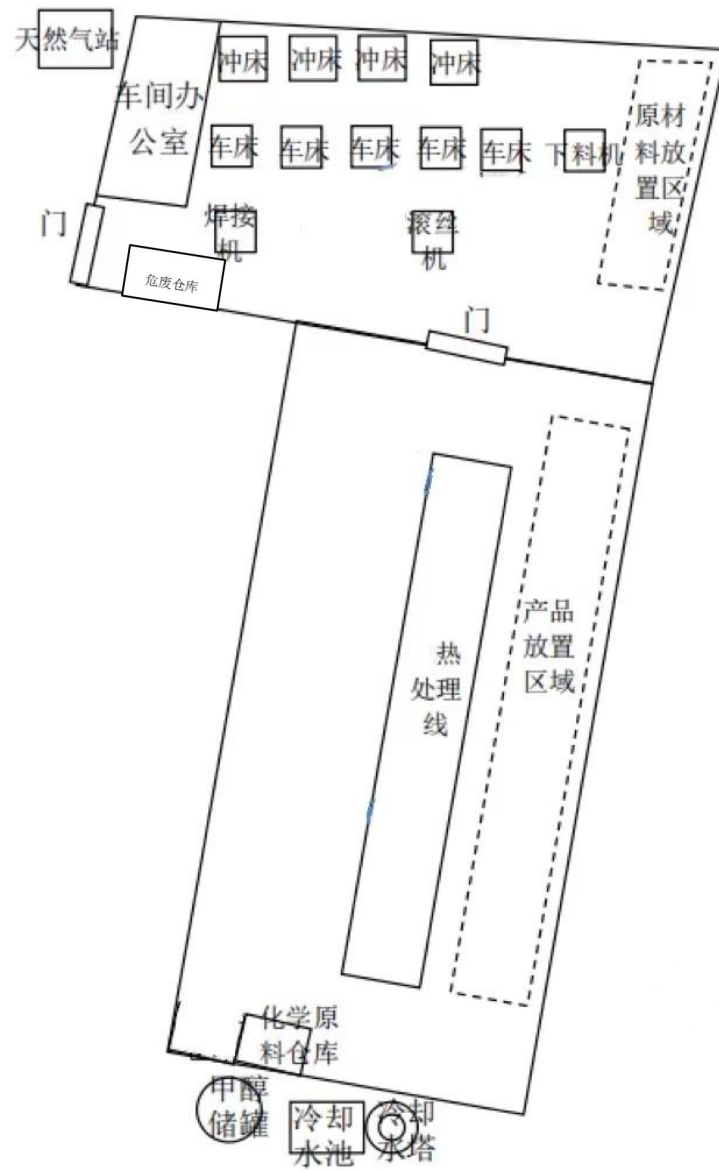 天然气站
车间办
公室
冲床
冲床
冲床
冲床
车床
车床
车床
车床
车床
下料机
原材
料放
置区
域
门
焊接
机
滚丝
机
危废仓库
门
热
处理
线
产品
放置
区域
化学原
料仓库
甲醇
储罐
冷却
水池
冷却
水塔